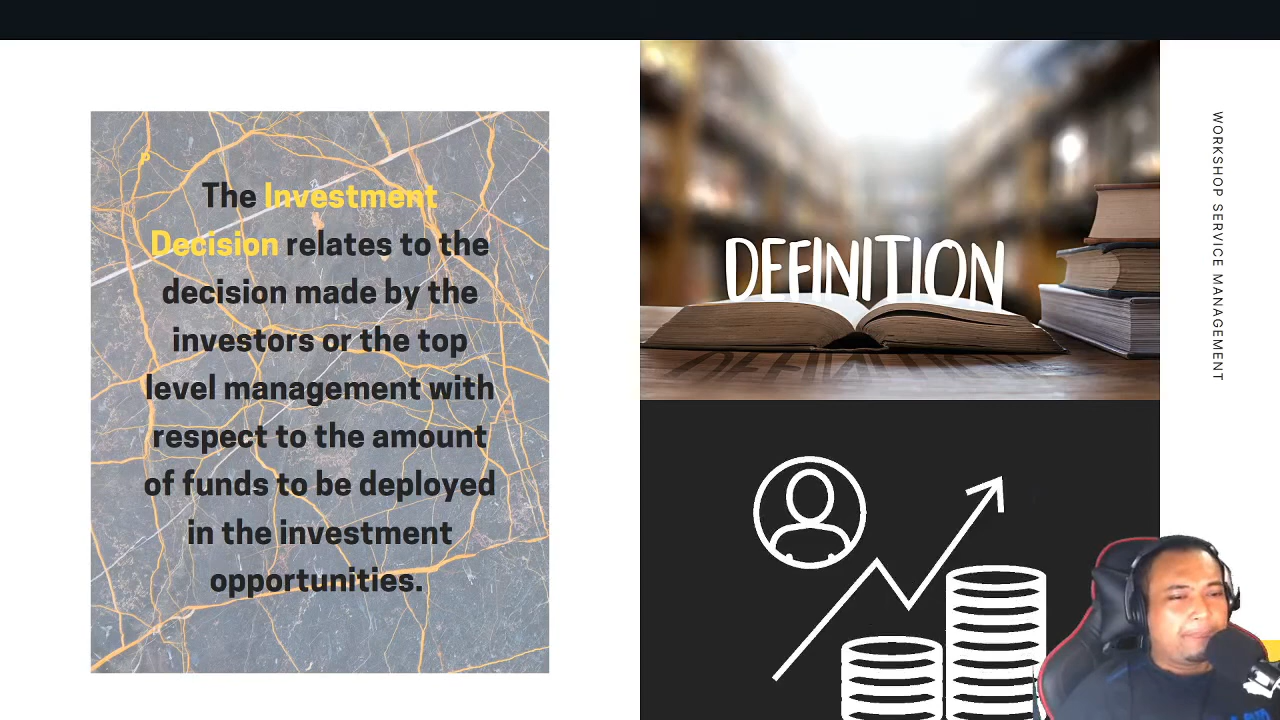 P
The Investment
Decision relates to the
decision made by the
investors or the top
level management with
respect to the amount
of funds to be deployed
in the investment
opportunities.
DEFINITION
WORKSHOP SERVICE MANAGEMENT